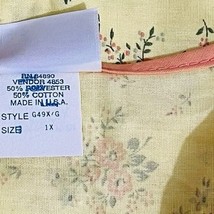 RN 64890
VENDOR 4853
50% POLYESTER
50% COTTON
MADE IN U.S.A.
STYLE G49X/G
SIZE 1X